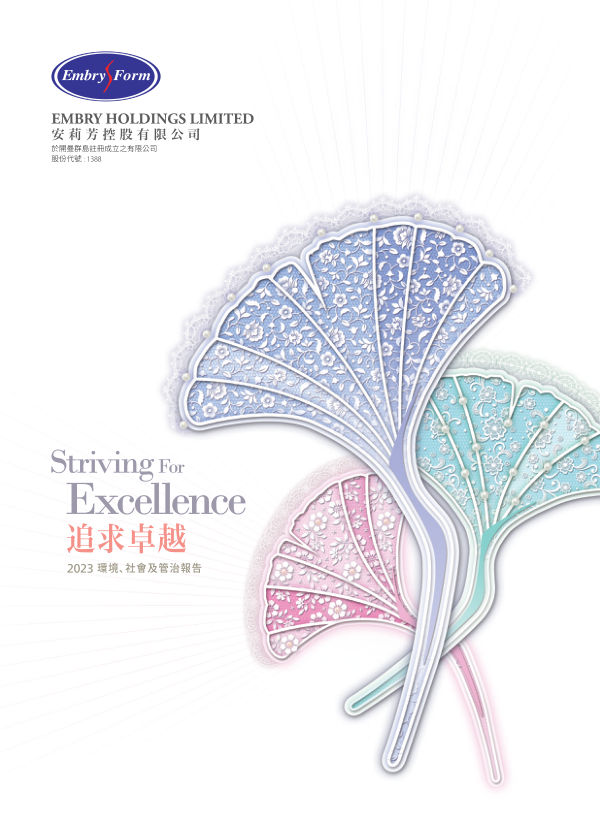 Embry Form
EMBRY HOLDINGS LIMITED
安莉芳控股有限公司
於開曼群島註冊成立之有限公司
股份代號 : 1388
Striving For
Excellence
追求卓越
2023 環境、社會及管治報告